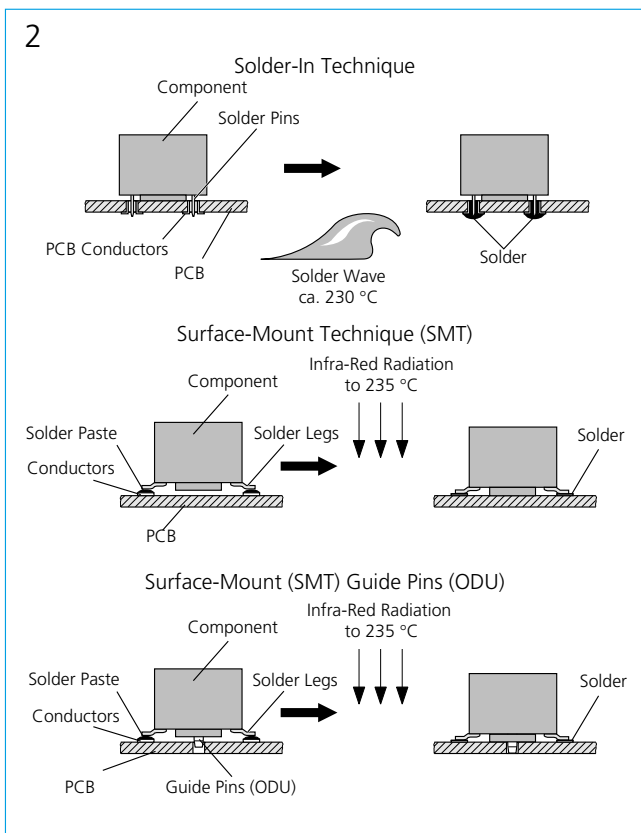 2
Solder-In Technique
Component
Solder Pins
PCB Conductors
PCB
Solder Wave
ca. 230 °C
Solder
Surface-Mount Technique (SMT)
Infra-Red Radiation
to 235 °C
Component
Solder Paste
Solder Legs
Conductors
Solder
PCB
Surface-Mount (SMT) Guide Pins (ODU)
Infra-Red Radiation
to 235 °C
Component
Solder Paste
Solder Legs
Solder
Conductors
PCB
Guide Pins (ODU)